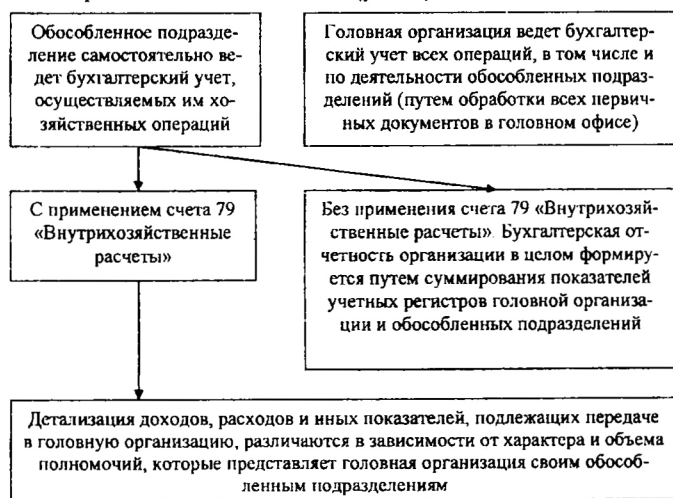 Обособленное подразде-
ление самостоятельно ве-
дет бухгалтерский учет,
осуществляемых им хо-
зяйственных операций
Головная организация ведет бухгалтер-
ский учет всех операций, в том числе и
по деятельности обособленных подраз-
делений (путем обработки всех первич-
ных документов в головном офисе)
С применением счета 79
«Внутрихозяйственные
расчеты»
Без применения счета 79 «Внутрихозяй-
ственные расчеты». Бухгалтерская от-
четность организации в целом формиру-
ется путем суммирования показателей
учетных регистров головной организа-
ции и обособленных подразделений
Детализация доходов, расходов и иных показателей, подлежащих передаче
в головную организацию, различаются в зависимости от характера и объема
полномочий, которые представляет головная организация своим обособ-
ленным подразделениям